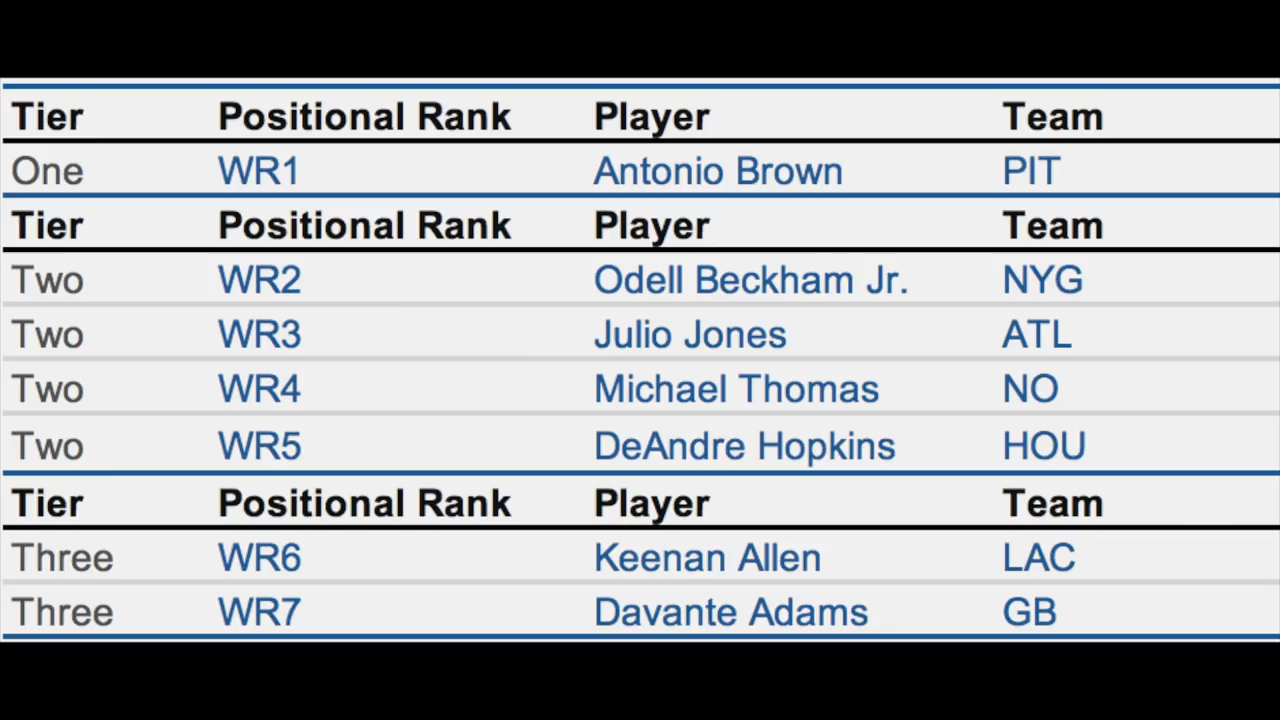 Tier Positional Rank Player Team
One WR1 Antonio Brown PIT
Tier Positional Rank Player Team
Two WR2 Odell Beckham Jr. NYG
Two WR3 Julio Jones ATL
Two WR4 Michael Thomas NO
Two WR5 DeAndre Hopkins HOU
Tier Positional Rank Player Team
Three WR6 Keenan Allen LAC
Three WR7 Davante Adams GB